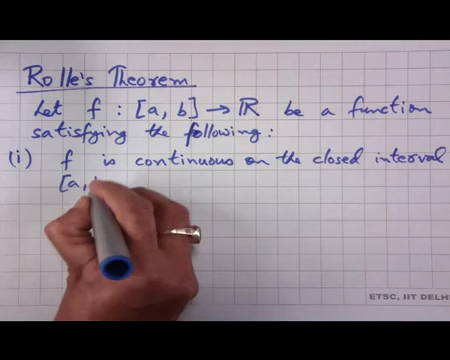 Rolle's Theorem
Let f : [a, b] → ℝ be a function
satisfying the following:
(i) f is continuous on the closed interval
[a,
ETSC, IIT DELHI